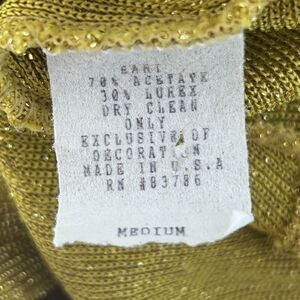 70% ACETATE
30% LUREX
DRY CLEAN
ONLY
EXCLUSIVE OF
DECORATION
MADE IN U.S.A
RN #83786
MEDIUM